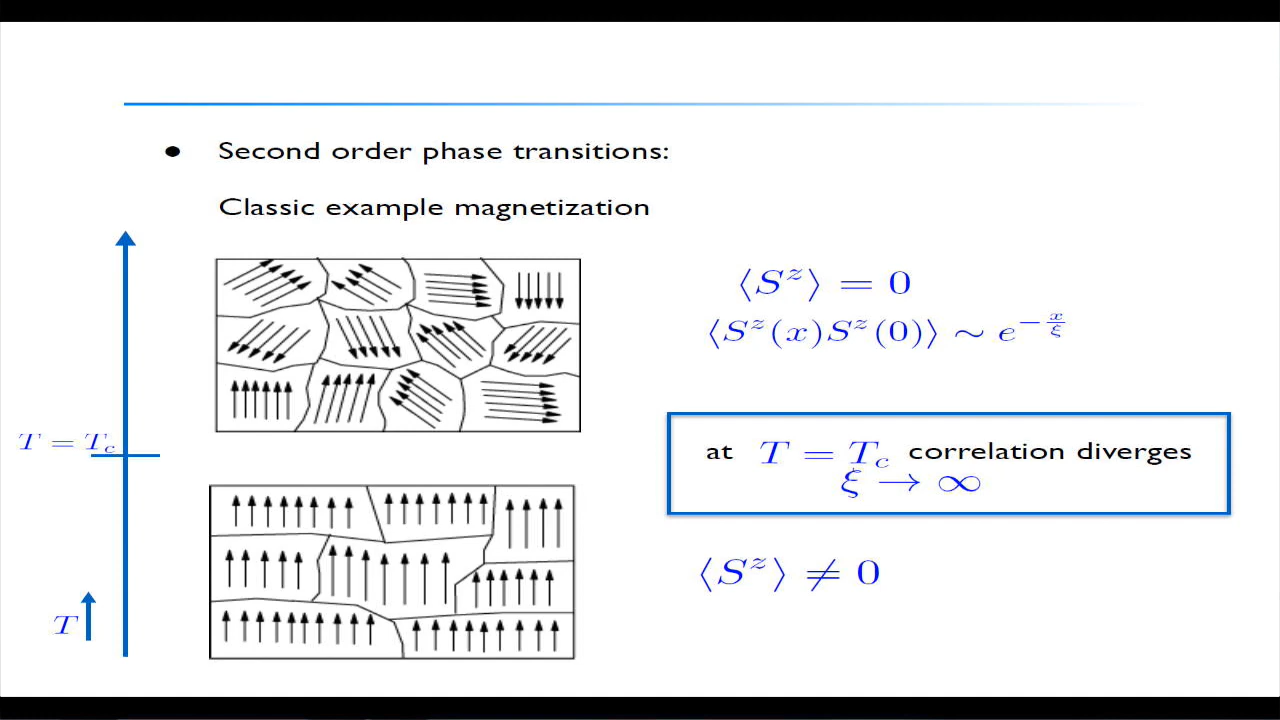 ● Second order phase transitions:
Classic example magnetization
⟨S^z⟩ = 0
⟨S^z(x)S^z(0)⟩ ∼ e^{-x/ξ}
T = T_c
at T = T_c correlation diverges
ξ → ∞
⟨S^z⟩ ≠ 0
T